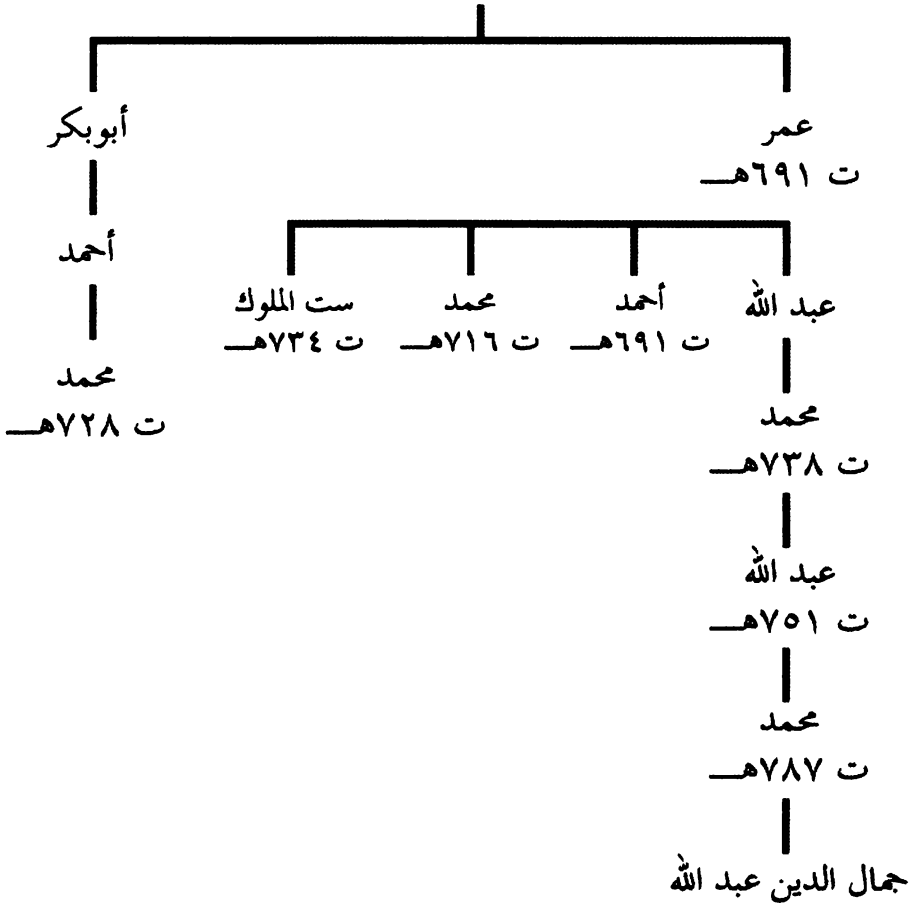 عمر
ت ٦٩١هـ
أبوبكر
أحمد
محمد
ت ٧٢٨هـ
عبد الله
أحمد
ت ٦٩١هـ
محمد
ت ٧١٦هـ
ست الملوك
ت ٧٣٤هـ
محمد
ت ٧٣٨هـ
عبد الله
ت ٧٥١هـ
محمد
ت ٧٨٧هـ
جمال الدين عبد الله